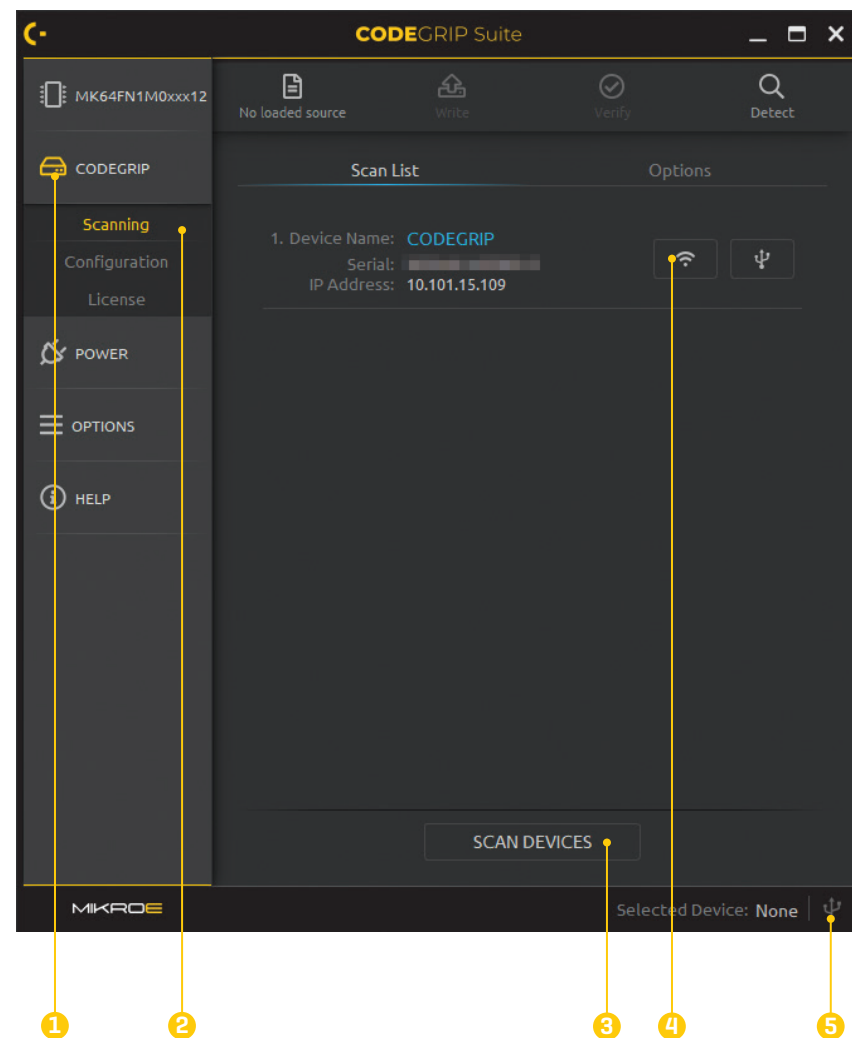 CODEGRIP Suite
MK64FN1M0xxx12
No loaded source
Write
Verify
Detect
CODEGRIP
Scan List
Options
Scanning
Configuration
License
1. Device Name: CODEGRIP
Serial:
IP Address: 10.101.15.109
POWER
OPTIONS
HELP
SCAN DEVICES
MIKROE
Selected Device: None
1
2
3
4
5